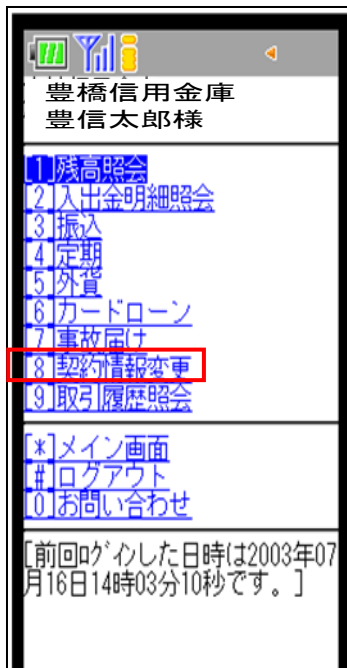 豊橋信用金庫
豊信太郎様
[1]残高照会
[2]入出金明細照会
[3]振込
[4]定期
[5]外貨
[6]カードローン
[7]事故届け
[8]契約情報変更
[9]取引履歴照会
[*]メイン画面
[#]ログアウト
[0]お問い合わせ
[前回ﾛｸﾞｲﾝした日時は2003年07
月16日14時03分10秒です。]